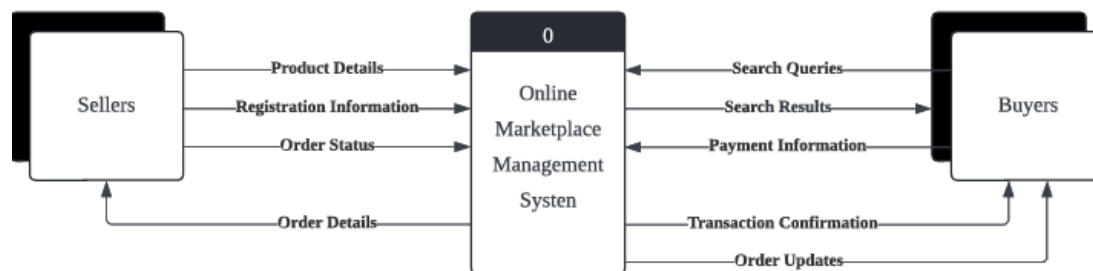 0
Product Details
Search Queries
Sellers
Registration Information
Online
Marketplace
Management
Systen
Search Results
Buyers
Order Status
Payment Information
Order Details
Transaction Confirmation
Order Updates